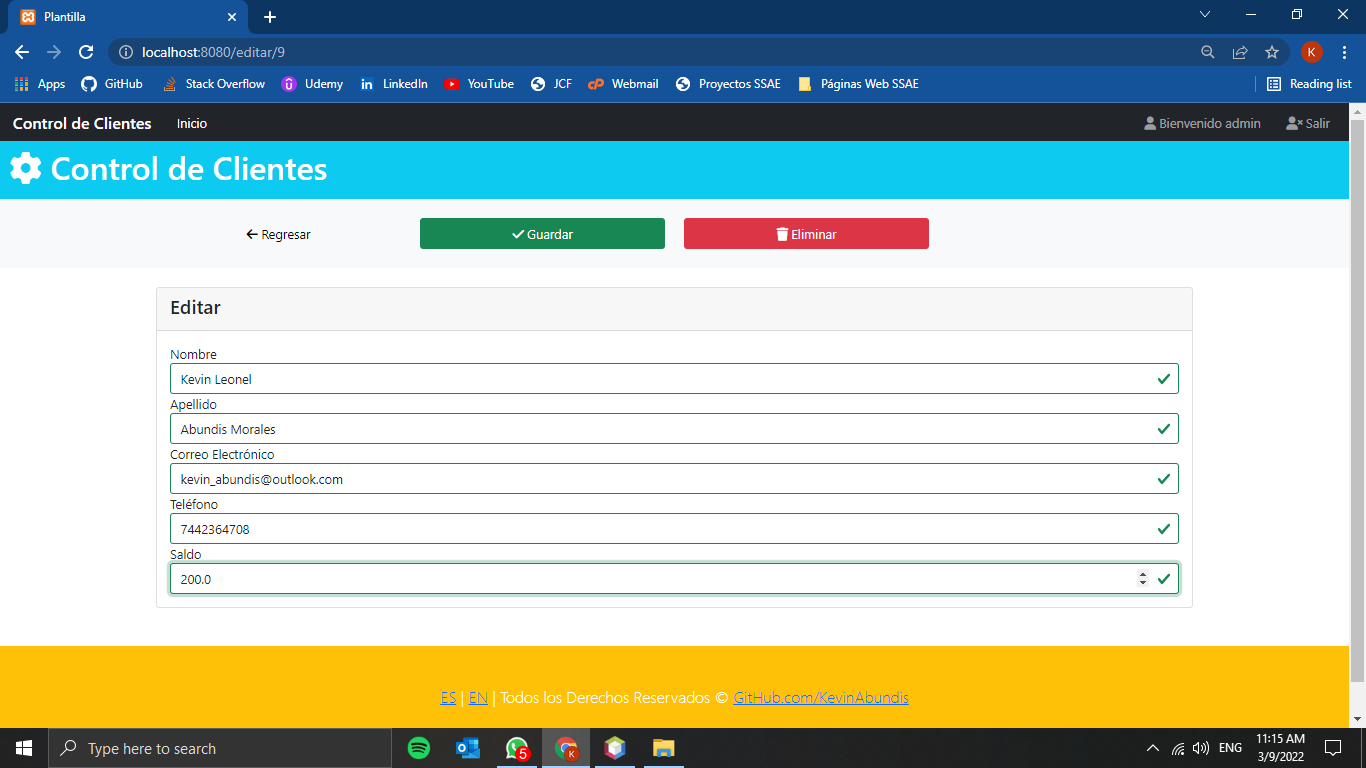 Plantilla
localhost:8080/editar/9
K
Apps GitHub Stack Overflow Udemy LinkedIn YouTube JCF Webmail Proyectos SSAE Páginas Web SSAE Reading list
Control de Clientes Inicio Bienvenido admin Salir
Control de Clientes
Regresar Guardar Eliminar
Editar
Nombre
Kevin Leonel
Apellido
Abundis Morales
Correo Electrónico
kevin_abundis@outlook.com
Teléfono
7442364708
Saldo
200.0
ES | EN | Todos los Derechos Reservados © GitHub.com/KevinAbundis
Type here to search 5 K ENG 11:15 AM
3/9/2022